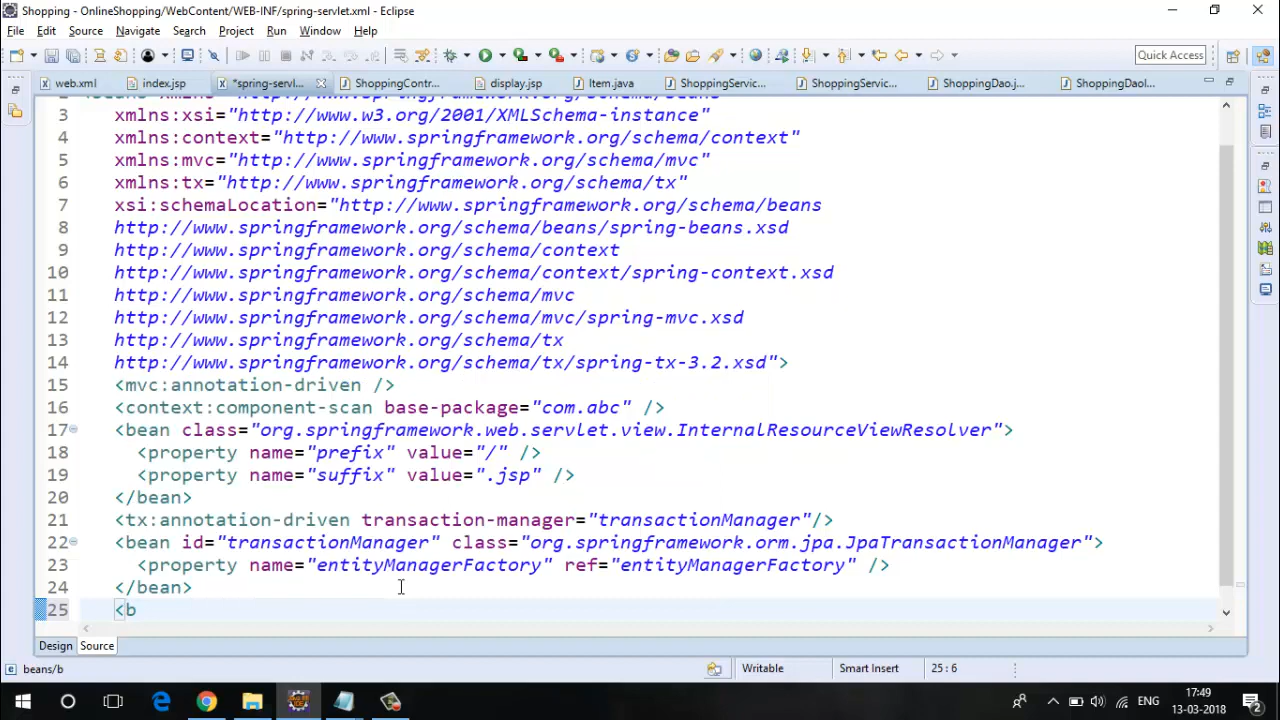 Shopping - OnlineShopping/WebContent/WEB-INF/spring-servlet.xml - Eclipse
File Edit Source Navigate Search Project Run Window Help
Quick Access
web.xml index.jsp *spring-servl... ShoppingContr... display.jsp Item.java ShoppingServic... ShoppingServic... ShoppingDao.j... ShoppingDaoI...
3 xmlns:xsi="http://www.w3.org/2001/XMLSchema-instance"
4 xmlns:context="http://www.springframework.org/schema/context"
5 xmlns:mvc="http://www.springframework.org/schema/mvc"
6 xmlns:tx="http://www.springframework.org/schema/tx"
7 xsi:schemaLocation="http://www.springframework.org/schema/beans
8 http://www.springframework.org/schema/beans/spring-beans.xsd
9 http://www.springframework.org/schema/context
10 http://www.springframework.org/schema/context/spring-context.xsd
11 http://www.springframework.org/schema/mvc
12 http://www.springframework.org/schema/mvc/spring-mvc.xsd
13 http://www.springframework.org/schema/tx
14 http://www.springframework.org/schema/tx/spring-tx-3.2.xsd">
15 <mvc:annotation-driven />
16 <context:component-scan base-package="com.abc" />
17 <bean class="org.springframework.web.servlet.view.InternalResourceViewResolver">
18 <property name="prefix" value="/" />
19 <property name="suffix" value=".jsp" />
20 </bean>
21 <tx:annotation-driven transaction-manager="transactionManager"/>
22 <bean id="transactionManager" class="org.springframework.orm.jpa.JpaTransactionManager">
23 <property name="entityManagerFactory" ref="entityManagerFactory" />
24 </bean>
25 <b
Design Source
beans/b Writable Smart Insert 25 : 6
ENG 17:49
13-03-2018 2